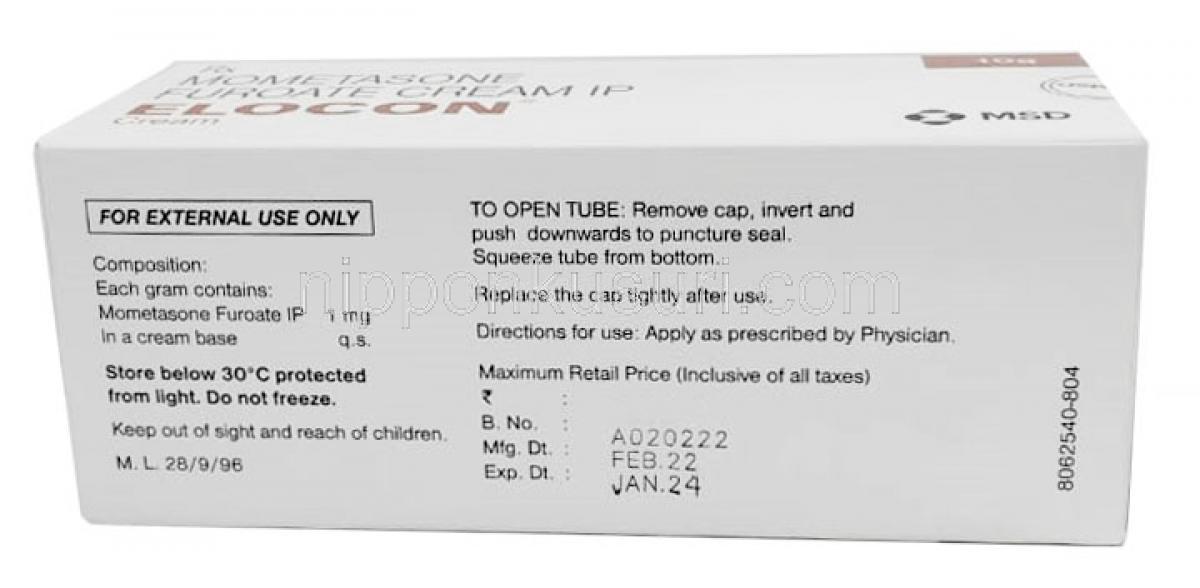 Rx
MOMETASONE
FUROATE CREAM IP
ELOCON
Cream
10g
MSD
FOR EXTERNAL USE ONLY
Composition:
Each gram contains:
Mometasone Furoate IP 1 mg
In a cream base q.s.
Store below 30°C protected
from light. Do not freeze.
Keep out of sight and reach of children.
M. L. 28/9/96
TO OPEN TUBE: Remove cap, invert and
push downwards to puncture seal.
Squeeze tube from bottom.
Replace the cap tightly after use.
Directions for use: Apply as prescribed by Physician.
Maximum Retail Price (Inclusive of all taxes)
₹ :
B. No. : A020222
Mfg. Dt. : FEB.22
Exp. Dt. : JAN.24
8062540-804
nipponkusuri.com